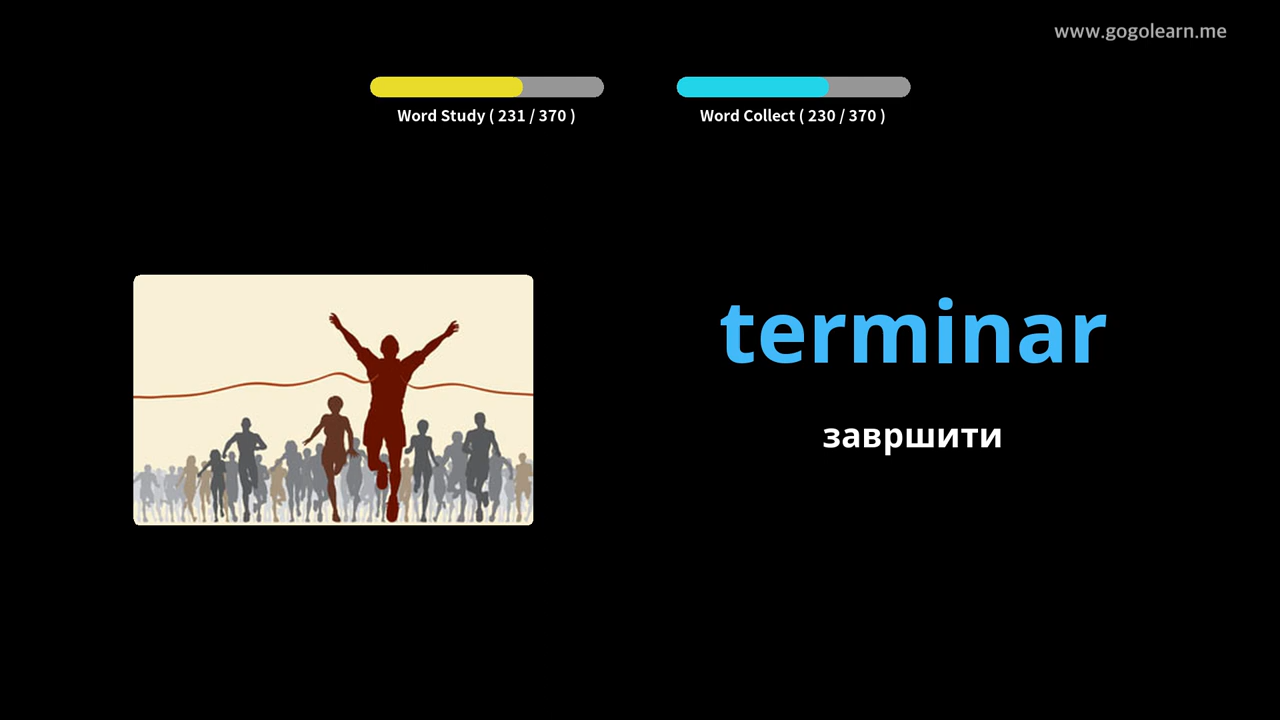 www.gogolearn.me
Word Study ( 231 / 370 )
Word Collect ( 230 / 370 )
terminar
завршити